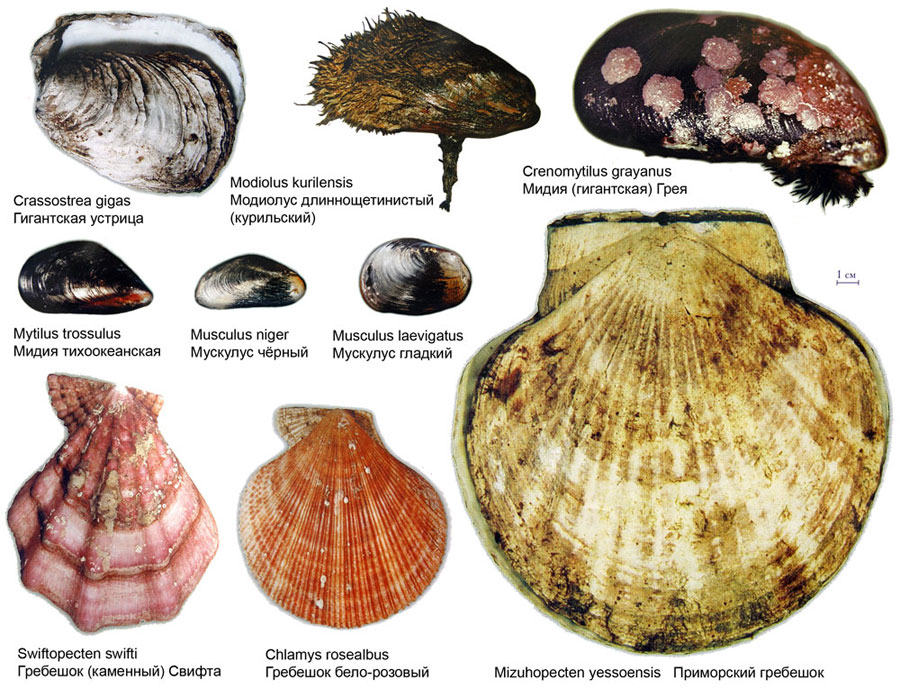 Crassostrea gigas
Гигантская устрица
Modiolus kurilensis
Модиолус длиннощетинистый
(курильский)
Crenomytilus grayanus
Мидия (гигантская) Грея
1 см
Mytilus trossulus
Мидия тихоокеанская
Musculus niger
Мускулус чёрный
Musculus laevigatus
Мускулус гладкий
Swiftopecten swifti
Гребешок (каменный) Свифта
Chlamys rosealbus
Гребешок бело-розовый
Mizuhopecten yessoensis Приморский гребешок